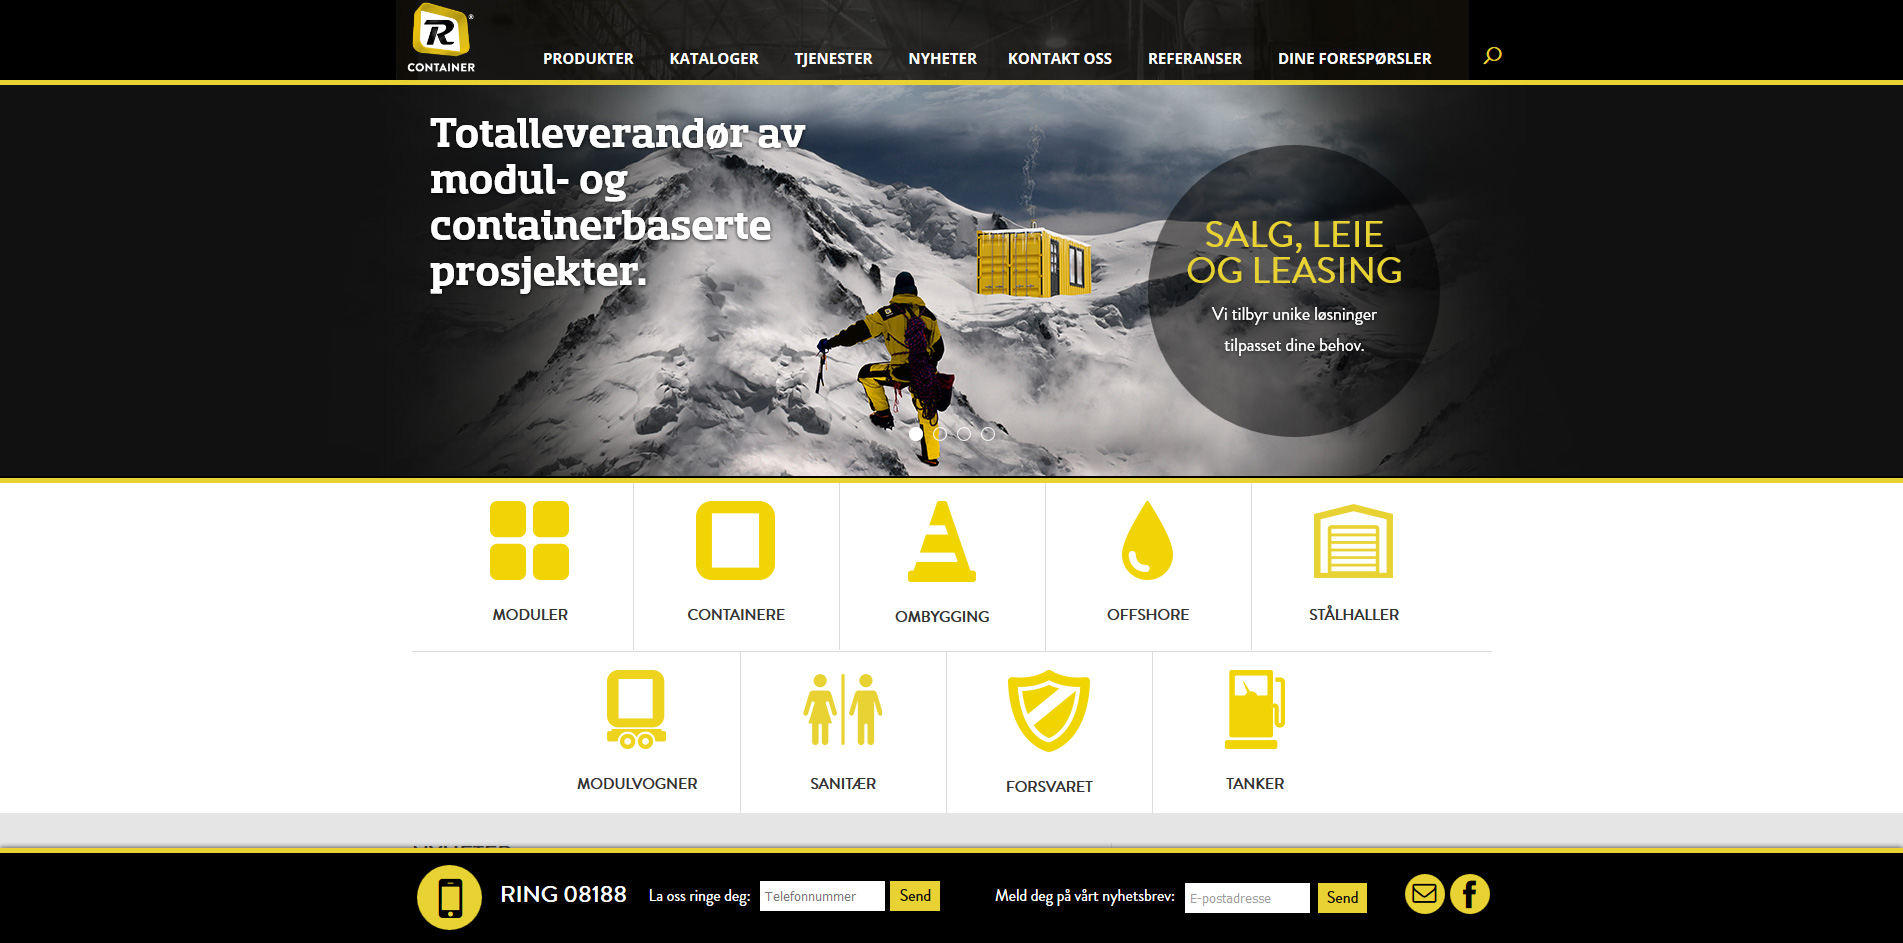 R
®
CONTAINER
PRODUKTER
KATALOGER
TJENESTER
NYHETER
KONTAKT OSS
REFERANSER
DINE FORESPØRSLER
Totalleverandør av
modul- og
containerbaserte
prosjekter.
SALG, LEIE
OG LEASING
Vi tilbyr unike løsninger
tilpasset dine behov.
MODULER
CONTAINERE
OMBYGGING
OFFSHORE
STÅLHALLER
MODULVOGNER
SANITÆR
FORSVARET
TANKER
NYHETER
RING 08188
La oss ringe deg:
Telefonnummer
Send
Meld deg på vårt nyhetsbrev:
E-postadresse
Send